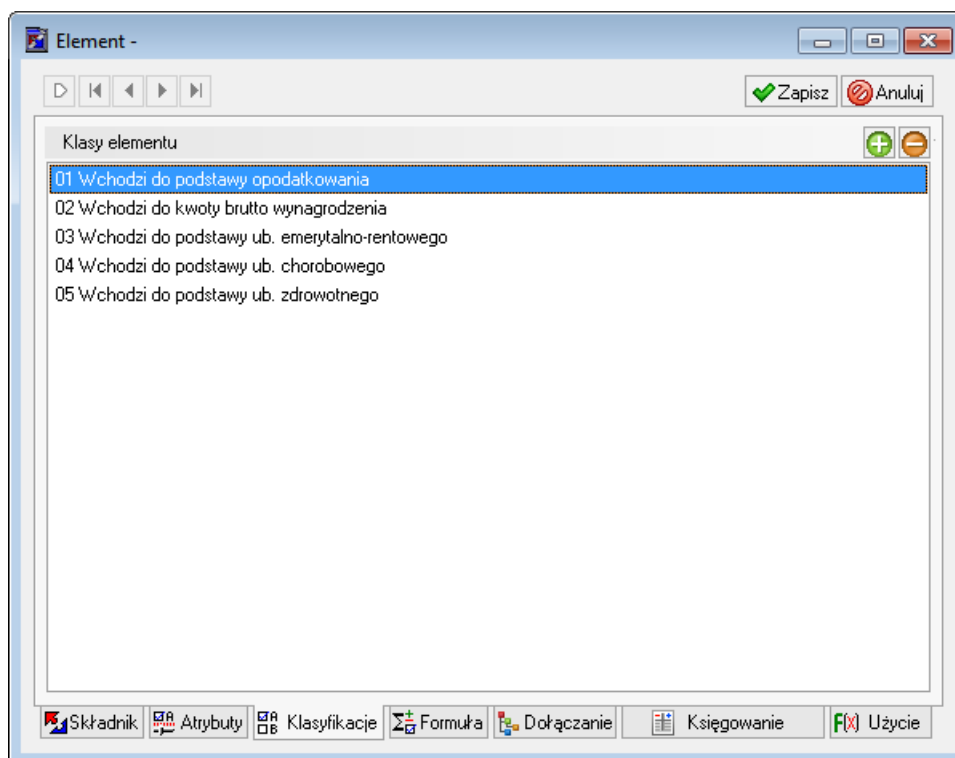 Element -
Zapisz Anuluj
Klasy elementu
01 Wchodzi do podstawy opodatkowania
02 Wchodzi do kwoty brutto wynagrodzenia
03 Wchodzi do podstawy ub. emerytalno-rentowego
04 Wchodzi do podstawy ub. chorobowego
05 Wchodzi do podstawy ub. zdrowotnego
Składnik Atrybuty Klasyfikacje Formuła Dołączanie Księgowanie F(X) Użycie